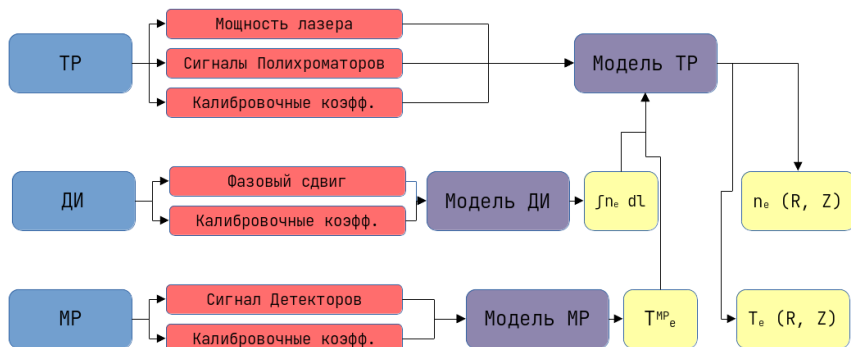 ТР
Мощность лазера
Сигналы Полихроматоров
Калибровочные коэфф.
Модель ТР
ДИ
Фазовый сдвиг
Калибровочные коэфф.
Модель ДИ
∫nₑ dl
nₑ (R, Z)
МР
Сигнал Детекторов
Калибровочные коэфф.
Модель МР
Tᴹᴾₑ
Tₑ (R, Z)